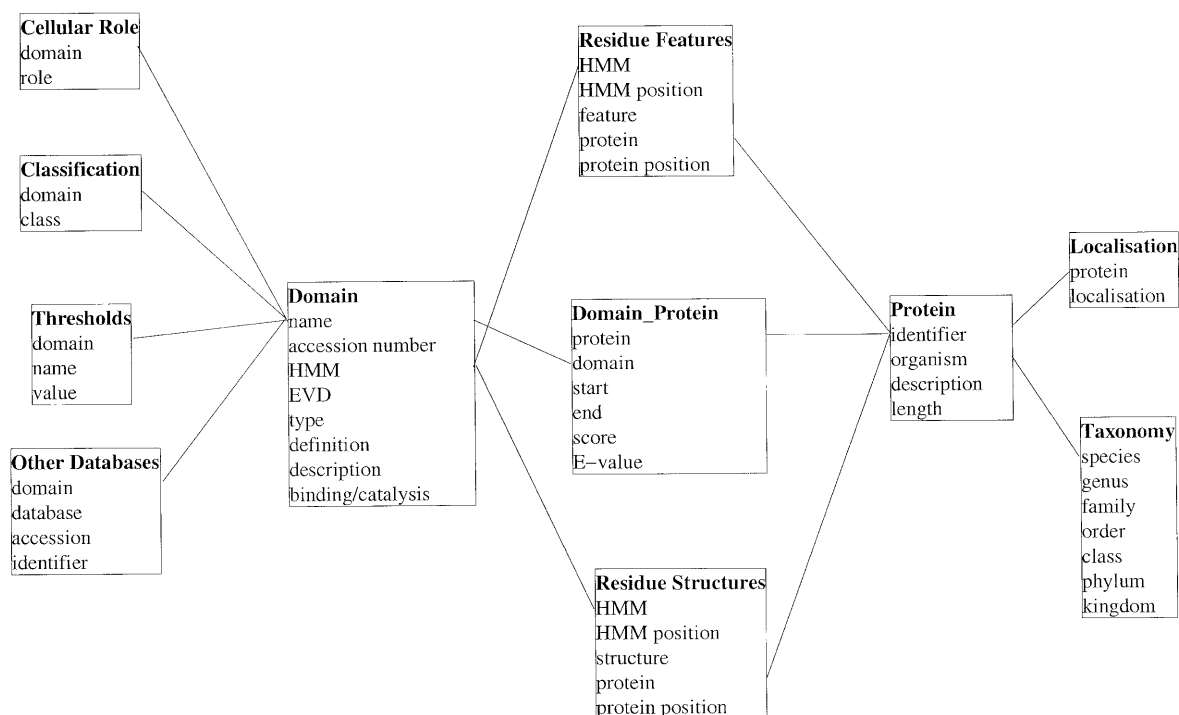 Cellular Role
domain
role
Classification
domain
class
Thresholds
domain
name
value
Other Databases
domain
database
accession
identifier
Domain
name
accession number
HMM
EVD
type
definition
description
binding/catalysis
Residue Features
HMM
HMM position
feature
protein
protein position
Domain_Protein
protein
domain
start
end
score
E−value
Residue Structures
HMM
HMM position
structure
protein
protein position
Protein
identifier
organism
description
length
Localisation
protein
localisation
Taxonomy
species
genus
family
order
class
phylum
kingdom